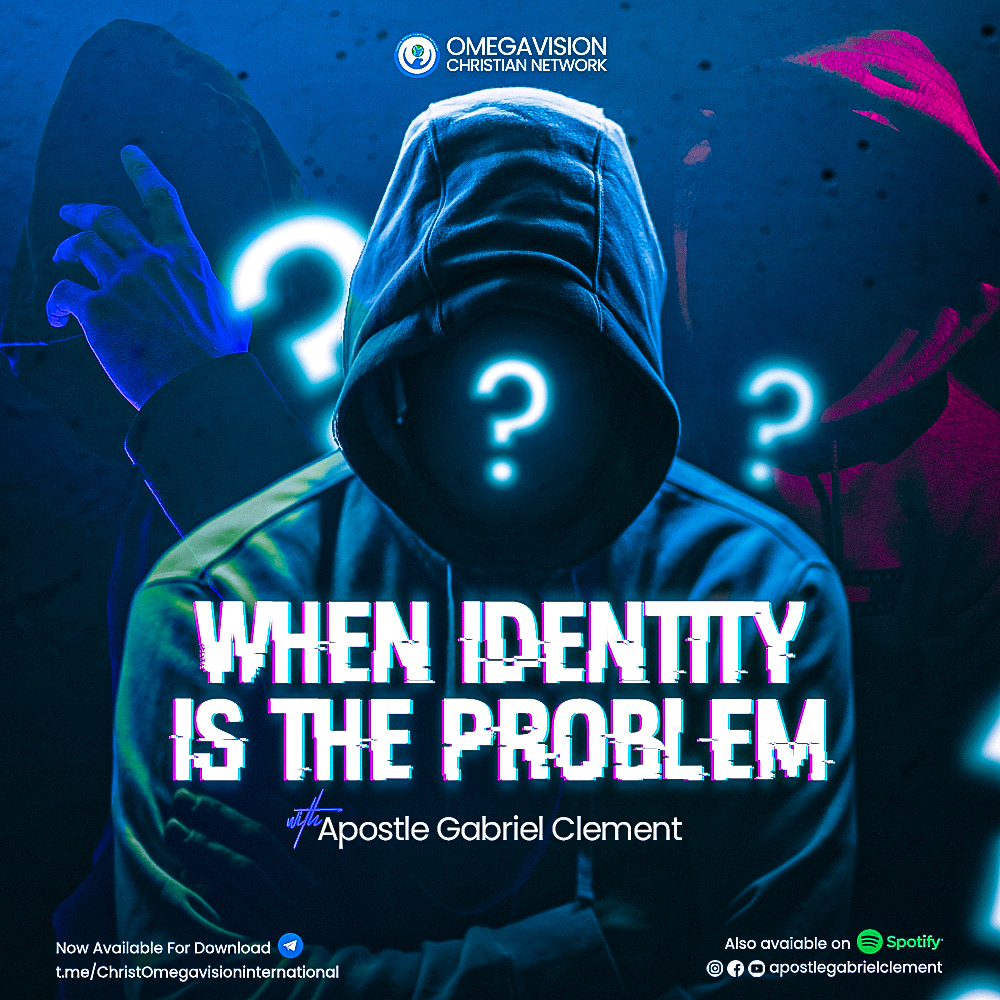 OMEGAVISION
CHRISTIAN NETWORK
?
?
?
WHEN IDENTITY
IS THE PROBLEM
with Apostle Gabriel Clement
Now Available For Download
t.me/ChristOmegavisioninternational
Also avaiable on Spotify
apostlegabrielclement